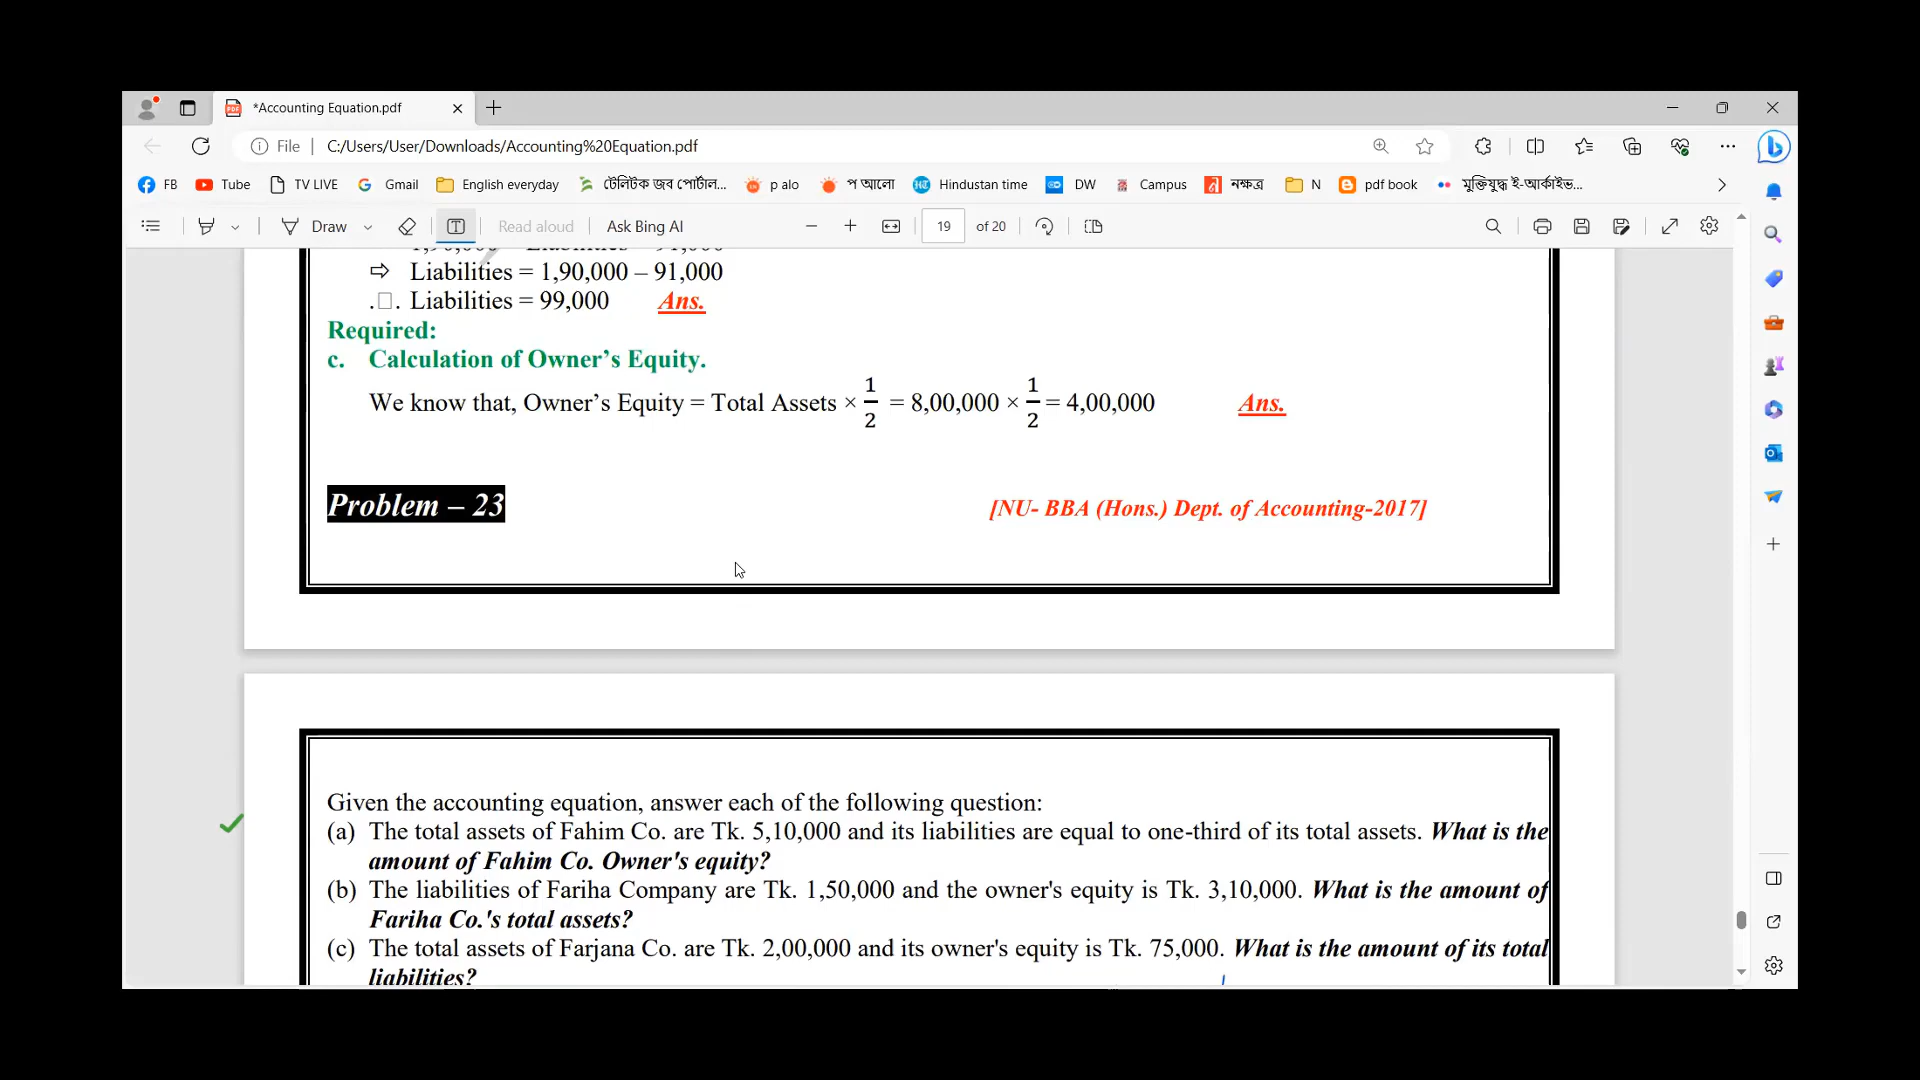 *Accounting Equation.pdf
File C:/Users/User/Downloads/Accounting%20Equation.pdf
FB Tube TV LIVE Gmail English everyday টেলিটক জব পোর্টাল... p alo প আলো Hindustan time DW Campus নক্ষত্র N pdf book মুক্তিযুদ্ধ ই-আর্কাইভ...
Draw Read aloud Ask Bing AI 19 of 20
⇨ Liabilities = 1,90,000 – 91,000
.□. Liabilities = 99,000 Ans.
Required:
c. Calculation of Owner’s Equity.
We know that, Owner’s Equity = Total Assets × 1/2 = 8,00,000 × 1/2 = 4,00,000 Ans.
Problem – 23 [NU- BBA (Hons.) Dept. of Accounting-2017]
Given the accounting equation, answer each of the following question:
(a) The total assets of Fahim Co. are Tk. 5,10,000 and its liabilities are equal to one-third of its total assets. What is the
amount of Fahim Co. Owner's equity?
(b) The liabilities of Fariha Company are Tk. 1,50,000 and the owner's equity is Tk. 3,10,000. What is the amount of
Fariha Co.'s total assets?
(c) The total assets of Farjana Co. are Tk. 2,00,000 and its owner's equity is Tk. 75,000. What is the amount of its total
liabilities?